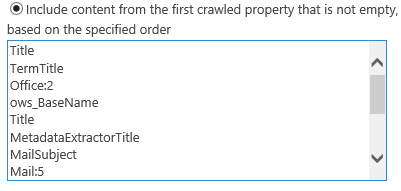 Include content from the first crawled property that is not empty,
based on the specified order
Title
TermTitle
Office:2
ows_BaseName
Title
MetadataExtractorTitle
MailSubject
Mail:5